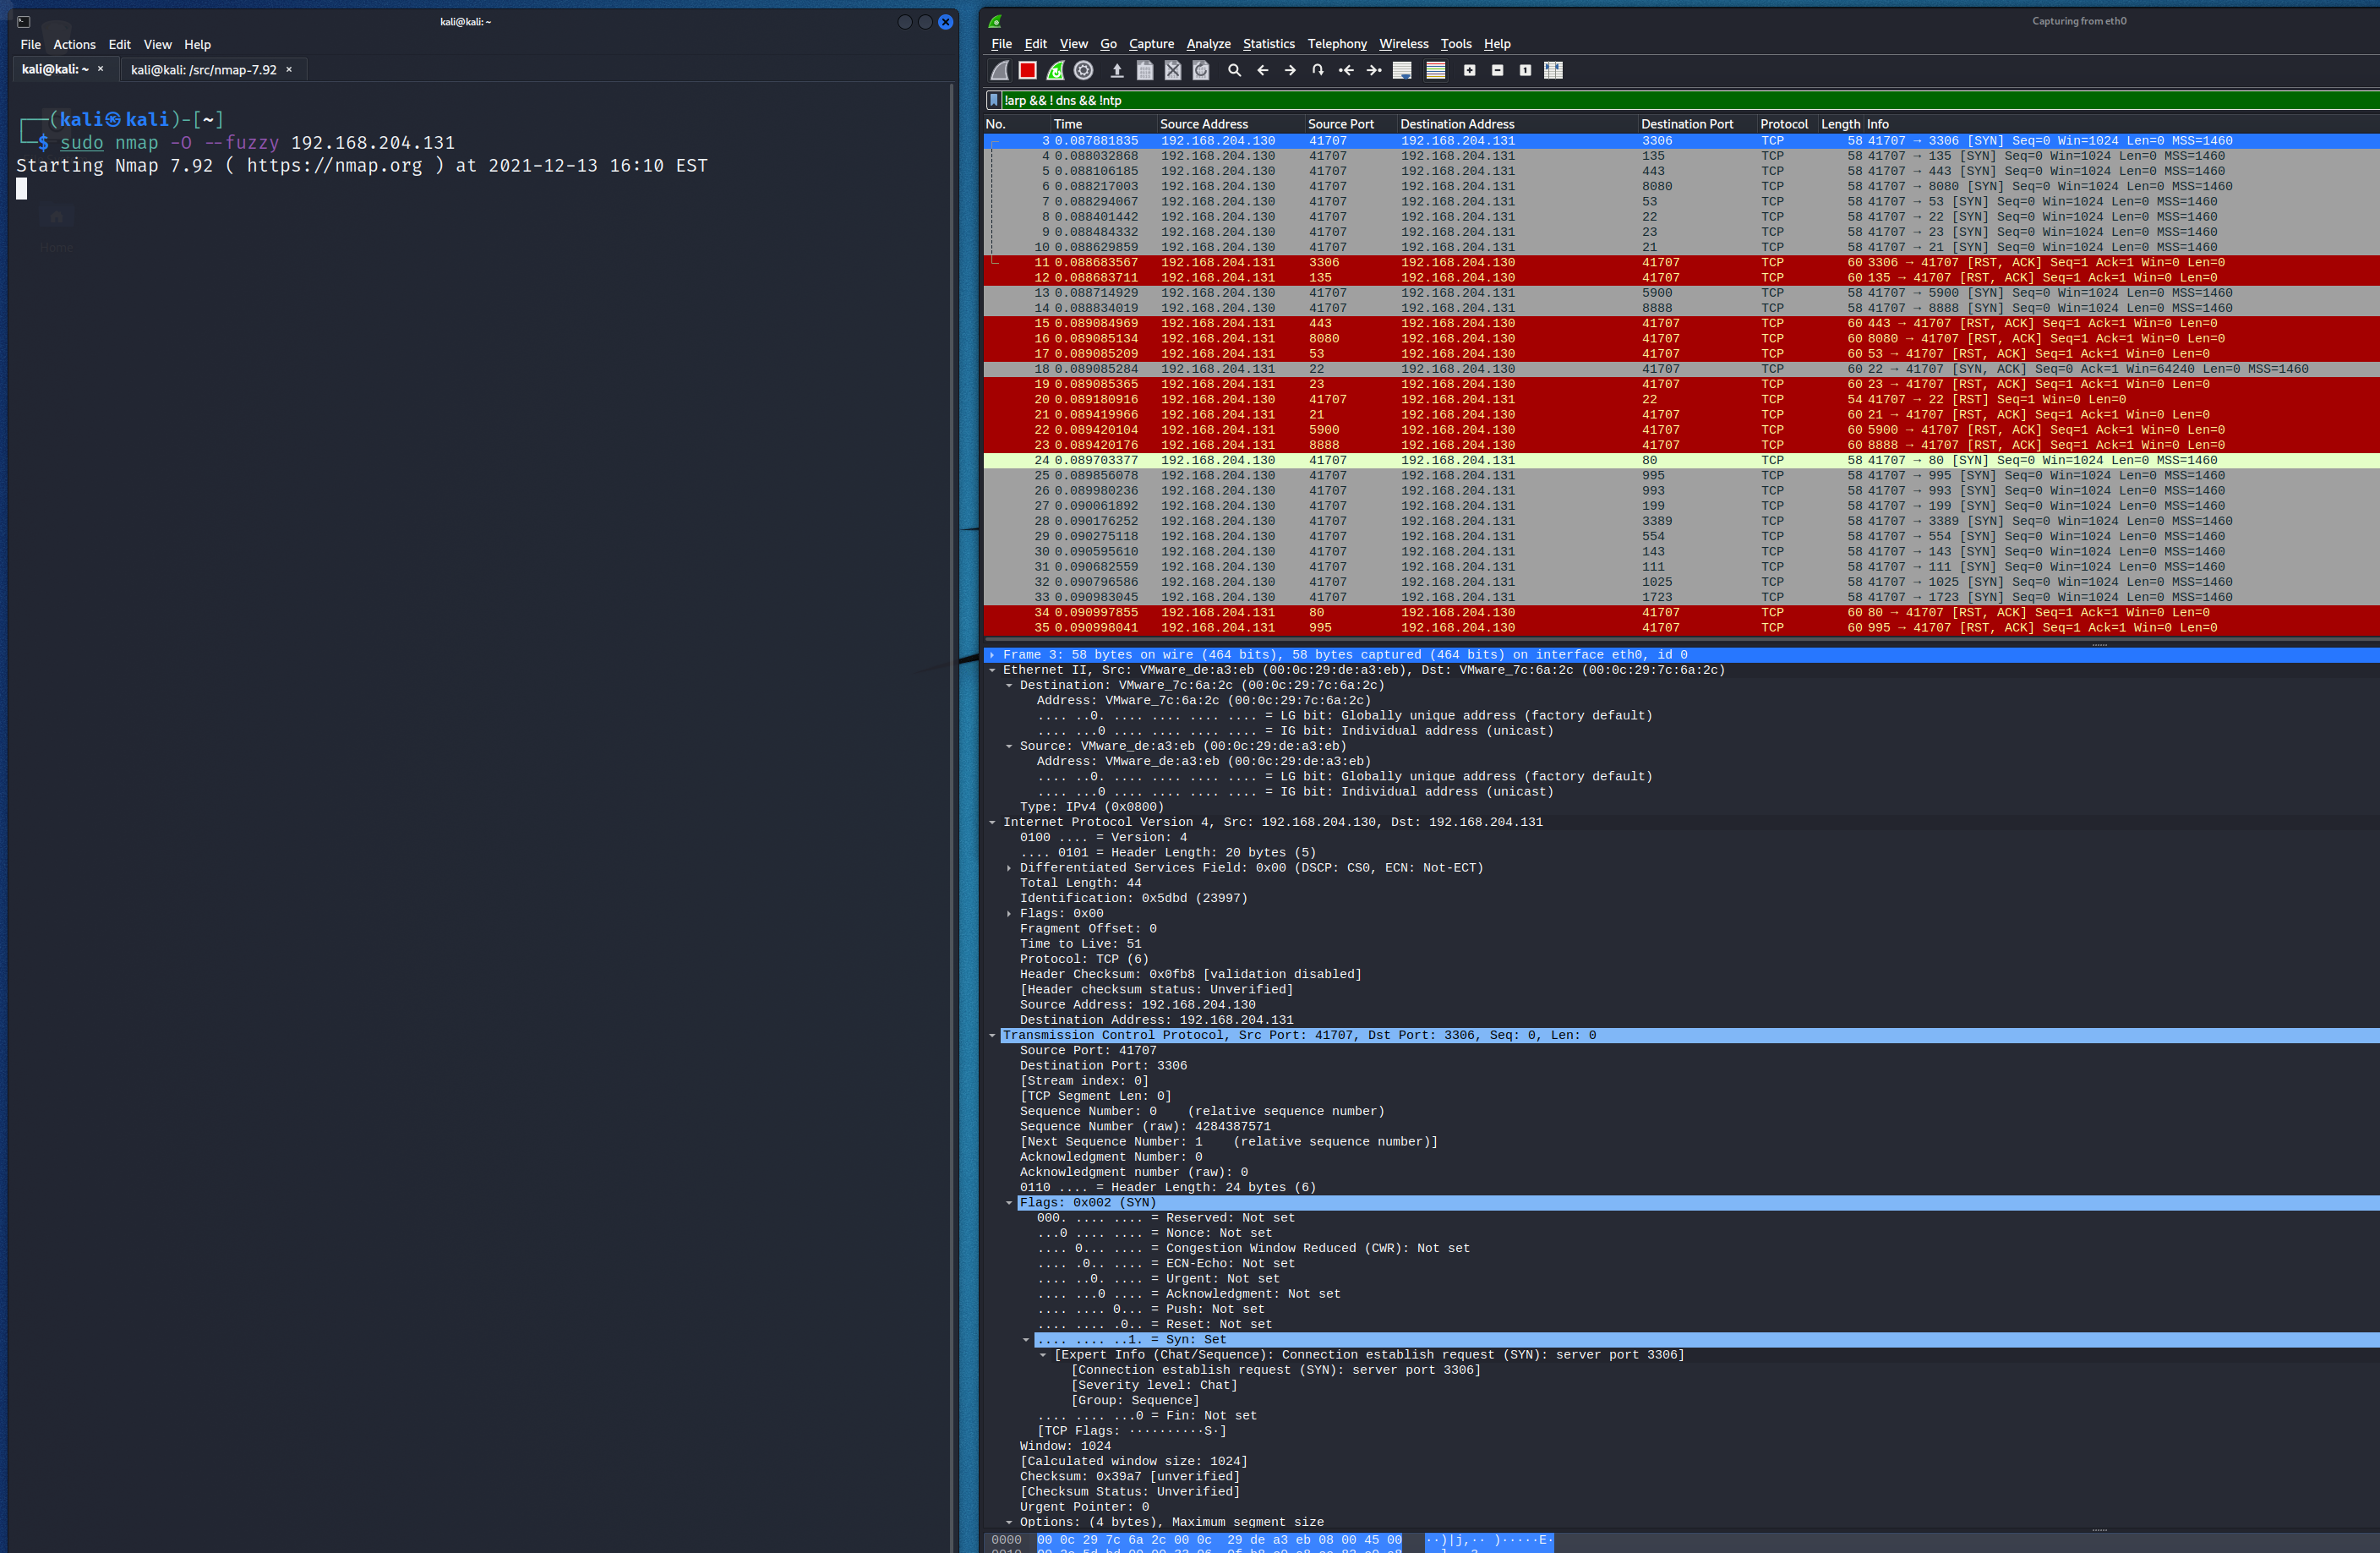 kali@kali: ~
File Actions Edit View Help
kali@kali: ~ × kali@kali: /src/nmap-7.92 ×
(kali㉿kali)-[~]
$ sudo nmap -O --fuzzy 192.168.204.131
Starting Nmap 7.92 ( https://nmap.org ) at 2021-12-13 16:10 EST
Home
Capturing from eth0
File Edit View Go Capture Analyze Statistics Telephony Wireless Tools Help
!arp && ! dns && !ntp
No. Time Source Address Source Port Destination Address Destination Port Protocol Length Info
3 0.087881835 192.168.204.130 41707 192.168.204.131 3306 TCP 58 41707 → 3306 [SYN] Seq=0 Win=1024 Len=0 MSS=1460
4 0.088032868 192.168.204.130 41707 192.168.204.131 135 TCP 58 41707 → 135 [SYN] Seq=0 Win=1024 Len=0 MSS=1460
5 0.088106185 192.168.204.130 41707 192.168.204.131 443 TCP 58 41707 → 443 [SYN] Seq=0 Win=1024 Len=0 MSS=1460
6 0.088217003 192.168.204.130 41707 192.168.204.131 8080 TCP 58 41707 → 8080 [SYN] Seq=0 Win=1024 Len=0 MSS=1460
7 0.088294067 192.168.204.130 41707 192.168.204.131 53 TCP 58 41707 → 53 [SYN] Seq=0 Win=1024 Len=0 MSS=1460
8 0.088401442 192.168.204.130 41707 192.168.204.131 22 TCP 58 41707 → 22 [SYN] Seq=0 Win=1024 Len=0 MSS=1460
9 0.088484332 192.168.204.130 41707 192.168.204.131 23 TCP 58 41707 → 23 [SYN] Seq=0 Win=1024 Len=0 MSS=1460
10 0.088629859 192.168.204.130 41707 192.168.204.131 21 TCP 58 41707 → 21 [SYN] Seq=0 Win=1024 Len=0 MSS=1460
11 0.088683567 192.168.204.131 3306 192.168.204.130 41707 TCP 60 3306 → 41707 [RST, ACK] Seq=1 Ack=1 Win=0 Len=0
12 0.088683711 192.168.204.131 135 192.168.204.130 41707 TCP 60 135 → 41707 [RST, ACK] Seq=1 Ack=1 Win=0 Len=0
13 0.088714929 192.168.204.130 41707 192.168.204.131 5900 TCP 58 41707 → 5900 [SYN] Seq=0 Win=1024 Len=0 MSS=1460
14 0.088834019 192.168.204.130 41707 192.168.204.131 8888 TCP 58 41707 → 8888 [SYN] Seq=0 Win=1024 Len=0 MSS=1460
15 0.089084969 192.168.204.131 443 192.168.204.130 41707 TCP 60 443 → 41707 [RST, ACK] Seq=1 Ack=1 Win=0 Len=0
16 0.089085134 192.168.204.131 8080 192.168.204.130 41707 TCP 60 8080 → 41707 [RST, ACK] Seq=1 Ack=1 Win=0 Len=0
17 0.089085209 192.168.204.131 53 192.168.204.130 41707 TCP 60 53 → 41707 [RST, ACK] Seq=1 Ack=1 Win=0 Len=0
18 0.089085284 192.168.204.131 22 192.168.204.130 41707 TCP 60 22 → 41707 [SYN, ACK] Seq=0 Ack=1 Win=64240 Len=0 MSS=1460
19 0.089085365 192.168.204.131 23 192.168.204.130 41707 TCP 60 23 → 41707 [RST, ACK] Seq=1 Ack=1 Win=0 Len=0
20 0.089180916 192.168.204.130 41707 192.168.204.131 22 TCP 54 41707 → 22 [RST] Seq=1 Win=0 Len=0
21 0.089419966 192.168.204.131 21 192.168.204.130 41707 TCP 60 21 → 41707 [RST, ACK] Seq=1 Ack=1 Win=0 Len=0
22 0.089420104 192.168.204.131 5900 192.168.204.130 41707 TCP 60 5900 → 41707 [RST, ACK] Seq=1 Ack=1 Win=0 Len=0
23 0.089420176 192.168.204.131 8888 192.168.204.130 41707 TCP 60 8888 → 41707 [RST, ACK] Seq=1 Ack=1 Win=0 Len=0
24 0.089703377 192.168.204.130 41707 192.168.204.131 80 TCP 58 41707 → 80 [SYN] Seq=0 Win=1024 Len=0 MSS=1460
25 0.089856078 192.168.204.130 41707 192.168.204.131 995 TCP 58 41707 → 995 [SYN] Seq=0 Win=1024 Len=0 MSS=1460
26 0.089980236 192.168.204.130 41707 192.168.204.131 993 TCP 58 41707 → 993 [SYN] Seq=0 Win=1024 Len=0 MSS=1460
27 0.090061892 192.168.204.130 41707 192.168.204.131 199 TCP 58 41707 → 199 [SYN] Seq=0 Win=1024 Len=0 MSS=1460
28 0.090176252 192.168.204.130 41707 192.168.204.131 3389 TCP 58 41707 → 3389 [SYN] Seq=0 Win=1024 Len=0 MSS=1460
29 0.090275118 192.168.204.130 41707 192.168.204.131 554 TCP 58 41707 → 554 [SYN] Seq=0 Win=1024 Len=0 MSS=1460
30 0.090595610 192.168.204.130 41707 192.168.204.131 143 TCP 58 41707 → 143 [SYN] Seq=0 Win=1024 Len=0 MSS=1460
31 0.090682559 192.168.204.130 41707 192.168.204.131 111 TCP 58 41707 → 111 [SYN] Seq=0 Win=1024 Len=0 MSS=1460
32 0.090796586 192.168.204.130 41707 192.168.204.131 1025 TCP 58 41707 → 1025 [SYN] Seq=0 Win=1024 Len=0 MSS=1460
33 0.090983045 192.168.204.130 41707 192.168.204.131 1723 TCP 58 41707 → 1723 [SYN] Seq=0 Win=1024 Len=0 MSS=1460
34 0.090997855 192.168.204.131 80 192.168.204.130 41707 TCP 60 80 → 41707 [RST, ACK] Seq=1 Ack=1 Win=0 Len=0
35 0.090998041 192.168.204.131 995 192.168.204.130 41707 TCP 60 995 → 41707 [RST, ACK] Seq=1 Ack=1 Win=0 Len=0
Frame 3: 58 bytes on wire (464 bits), 58 bytes captured (464 bits) on interface eth0, id 0
Ethernet II, Src: VMware_de:a3:eb (00:0c:29:de:a3:eb), Dst: VMware_7c:6a:2c (00:0c:29:7c:6a:2c)
Destination: VMware_7c:6a:2c (00:0c:29:7c:6a:2c)
Address: VMware_7c:6a:2c (00:0c:29:7c:6a:2c)
.... ..0. .... .... .... .... = LG bit: Globally unique address (factory default)
.... ...0 .... .... .... .... = IG bit: Individual address (unicast)
Source: VMware_de:a3:eb (00:0c:29:de:a3:eb)
Address: VMware_de:a3:eb (00:0c:29:de:a3:eb)
.... ..0. .... .... .... .... = LG bit: Globally unique address (factory default)
.... ...0 .... .... .... .... = IG bit: Individual address (unicast)
Type: IPv4 (0x0800)
Internet Protocol Version 4, Src: 192.168.204.130, Dst: 192.168.204.131
0100 .... = Version: 4
.... 0101 = Header Length: 20 bytes (5)
Differentiated Services Field: 0x00 (DSCP: CS0, ECN: Not-ECT)
Total Length: 44
Identification: 0x5dbd (23997)
Flags: 0x00
Fragment Offset: 0
Time to Live: 51
Protocol: TCP (6)
Header Checksum: 0x0fb8 [validation disabled]
[Header checksum status: Unverified]
Source Address: 192.168.204.130
Destination Address: 192.168.204.131
Transmission Control Protocol, Src Port: 41707, Dst Port: 3306, Seq: 0, Len: 0
Source Port: 41707
Destination Port: 3306
[Stream index: 0]
[TCP Segment Len: 0]
Sequence Number: 0 (relative sequence number)
Sequence Number (raw): 4284387571
[Next Sequence Number: 1 (relative sequence number)]
Acknowledgment Number: 0
Acknowledgment number (raw): 0
0110 .... = Header Length: 24 bytes (6)
Flags: 0x002 (SYN)
000. .... .... = Reserved: Not set
...0 .... .... = Nonce: Not set
.... 0... .... = Congestion Window Reduced (CWR): Not set
.... .0.. .... = ECN-Echo: Not set
.... ..0. .... = Urgent: Not set
.... ...0 .... = Acknowledgment: Not set
.... .... 0... = Push: Not set
.... .... .0.. = Reset: Not set
.... .... ..1. = Syn: Set
[Expert Info (Chat/Sequence): Connection establish request (SYN): server port 3306]
[Connection establish request (SYN): server port 3306]
[Severity level: Chat]
[Group: Sequence]
.... .... ...0 = Fin: Not set
[TCP Flags: ··········S·]
Window: 1024
[Calculated window size: 1024]
Checksum: 0x39a7 [unverified]
[Checksum Status: Unverified]
Urgent Pointer: 0
Options: (4 bytes), Maximum segment size
0000 00 0c 29 7c 6a 2c 00 0c 29 de a3 eb 08 00 45 00 ··)|j,·· )·····E·